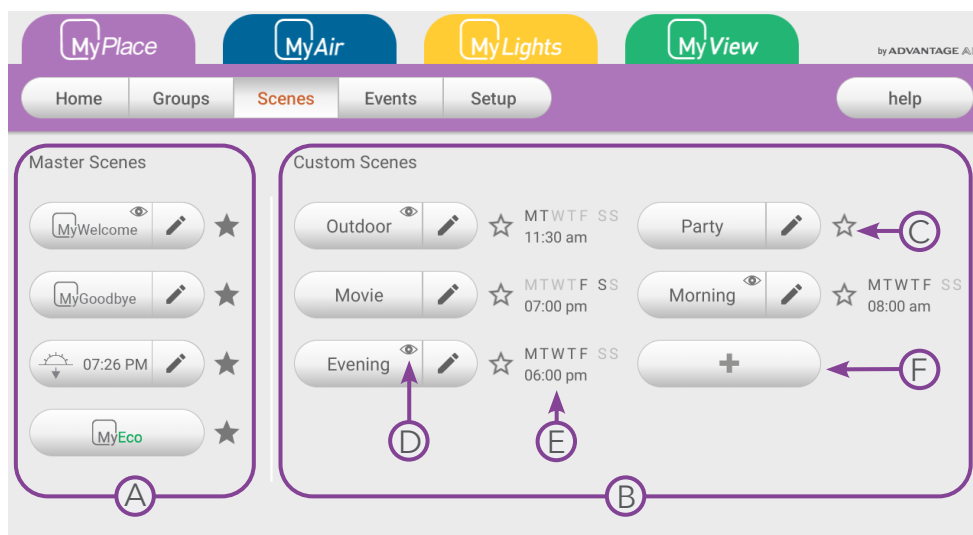 MyPlace MyAir MyLights MyView by ADVANTAGE
Home Groups Scenes Events Setup help
Master Scenes
MyWelcome
MyGoodbye
07:26 PM
MyEco
A
Custom Scenes
Outdoor MTWTF SS
11:30 am
Party C
Movie MTWTF SS
07:00 pm
Morning MTWTF SS
08:00 am
Evening MTWTF SS
06:00 pm
+ F
D E
B